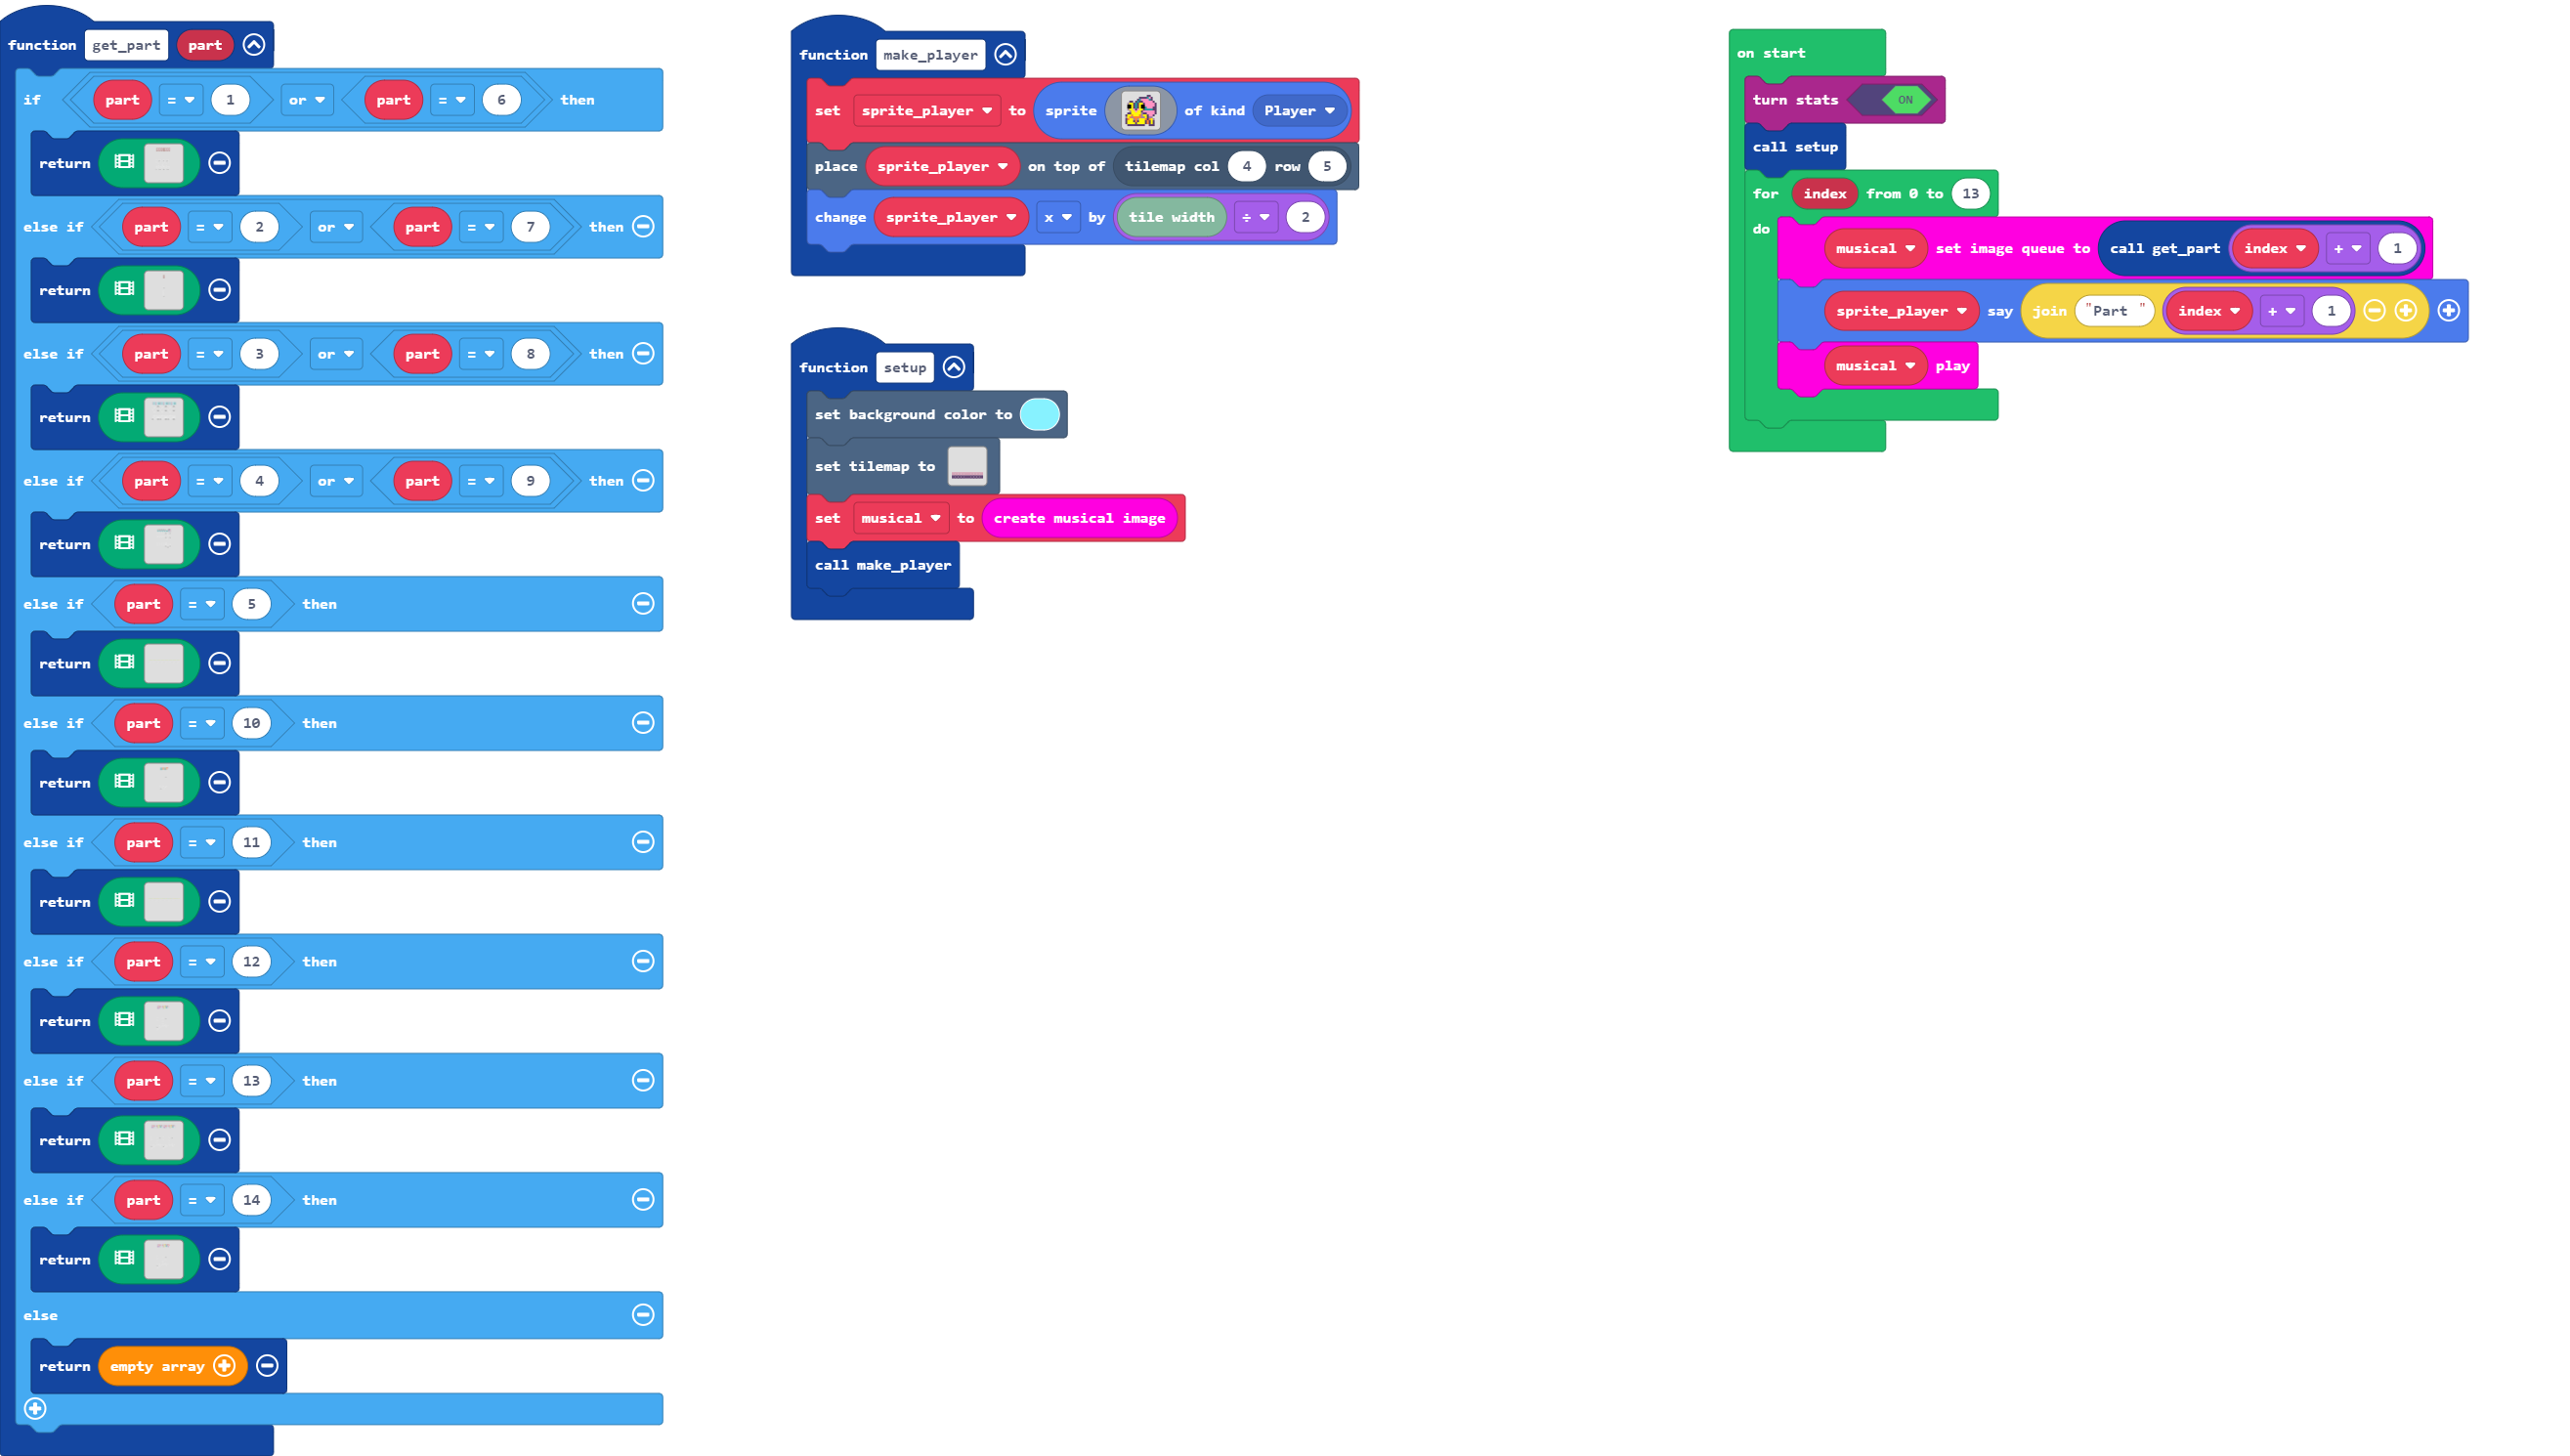 function get_part part
if part = 1 or part = 6 then
return
else if part = 2 or part = 7 then
return
else if part = 3 or part = 8 then
return
else if part = 4 or part = 9 then
return
else if part = 5 then
return
else if part = 10 then
return
else if part = 11 then
return
else if part = 12 then
return
else if part = 13 then
return
else if part = 14 then
return
else
return empty array
function make_player
set sprite_player to sprite of kind Player
place sprite_player on top of tilemap col 4 row 5
change sprite_player x by tile width ÷ 2
function setup
set background color to
set tilemap to
set musical to create musical image
call make_player
on start
turn stats ON
call setup
for index from 0 to 13
do musical set image queue to call get_part index + 1
sprite_player say join "Part " index + 1
musical play